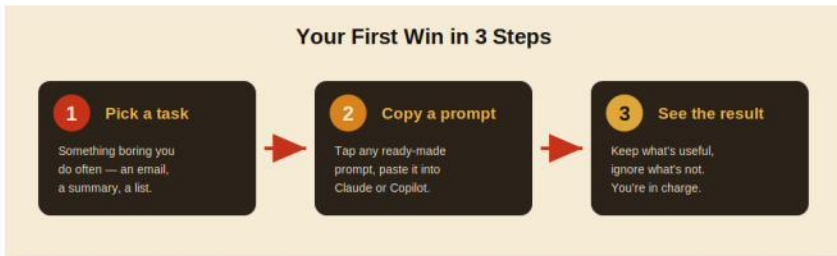 Your First Win in 3 Steps
1
Pick a task
Something boring you
do often — an email,
a summary, a list.
2
Copy a prompt
Tap any ready-made
prompt, paste it into
Claude or Copilot.
3
See the result
Keep what's useful,
ignore what's not.
You're in charge.